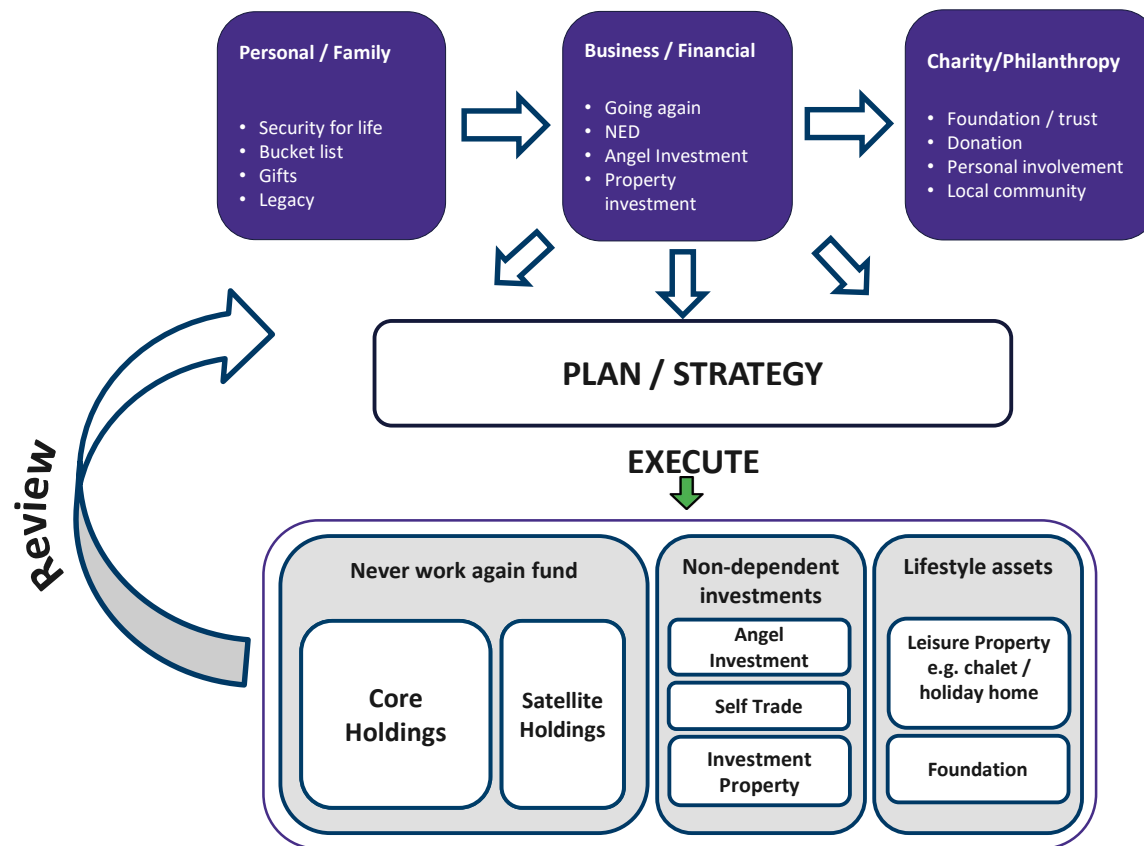 Personal / Family
• Security for life
• Bucket list
• Gifts
• Legacy
Business / Financial
• Going again
• NED
• Angel Investment
• Property
investment
Charity/Philanthropy
• Foundation / trust
• Donation
• Personal involvement
• Local community
PLAN / STRATEGY
EXECUTE
Review
Never work again fund
Core
Holdings
Satellite
Holdings
Non-dependent
investments
Angel
Investment
Self Trade
Investment
Property
Lifestyle assets
Leisure Property
e.g. chalet /
holiday home
Foundation